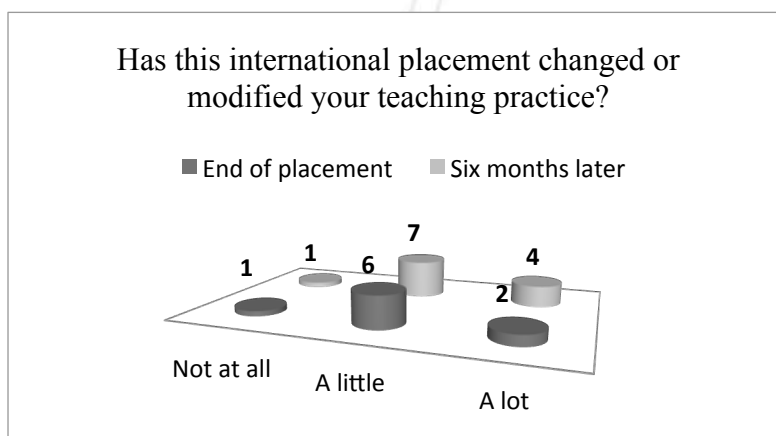 Has this international placement changed or
modified your teaching practice?
End of placement Six months later
7
1 1 6 4
2
Not at all
A little
A lot